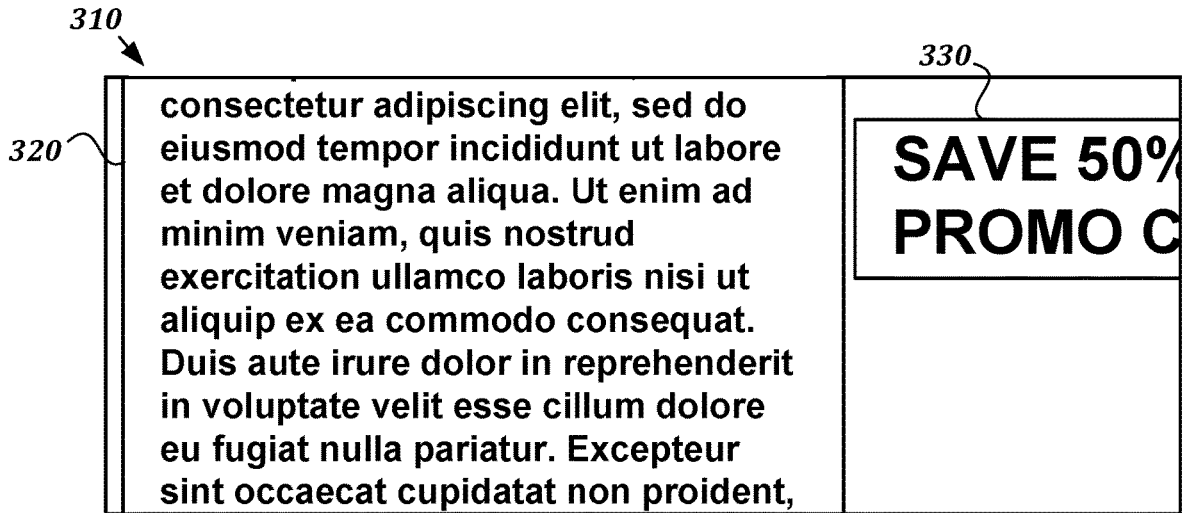 310
330
320
consectetur adipiscing elit, sed do
eiusmod tempor incididunt ut labore
et dolore magna aliqua. Ut enim ad
minim veniam, quis nostrud
exercitation ullamco laboris nisi ut
aliquip ex ea commodo consequat.
Duis aute irure dolor in reprehenderit
in voluptate velit esse cillum dolore
eu fugiat nulla pariatur. Excepteur
sint occaecat cupidatat non proident,
SAVE 50%
PROMO C